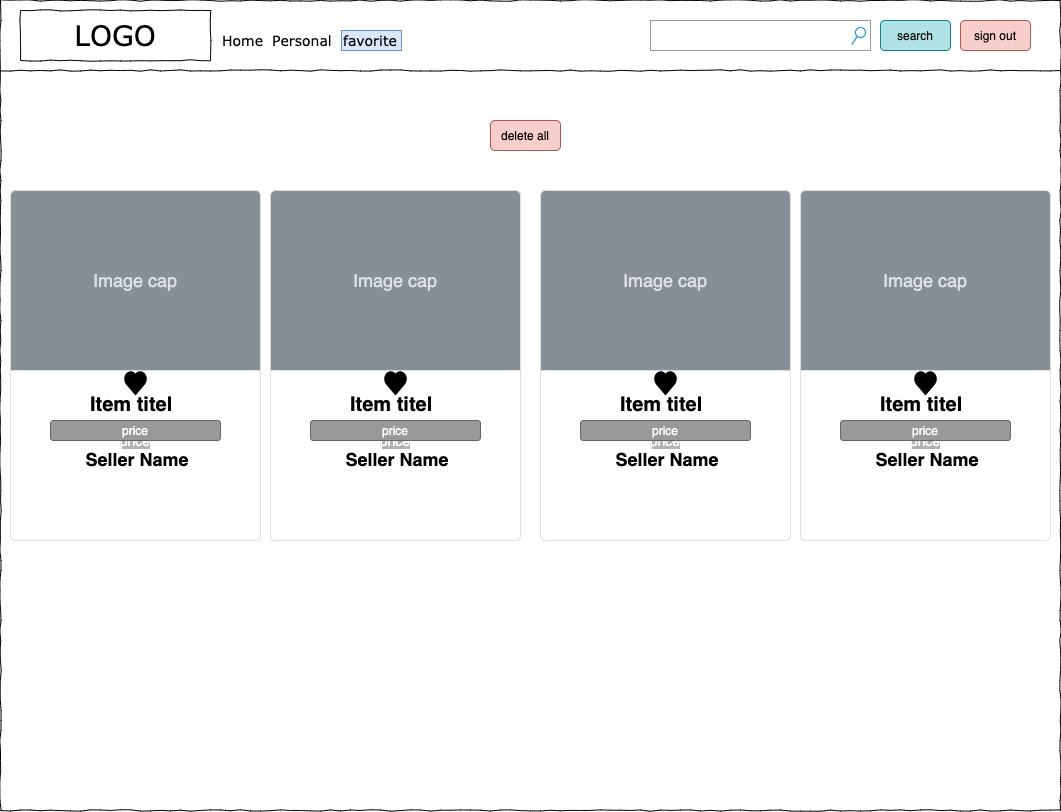 LOGO
Home Personal favorite
search
sign out
delete all
Image cap Image cap Image cap Image cap
Item titel Item titel Item titel Item titel
price price price price
price price price price
Seller Name Seller Name Seller Name Seller Name